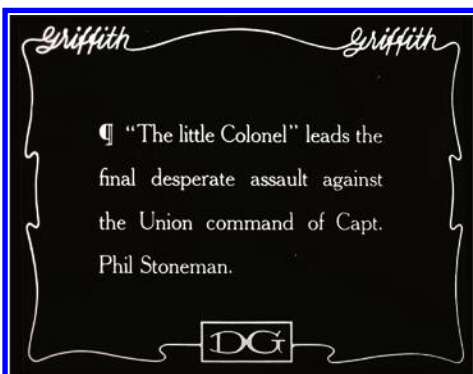 Griffith Griffith
¶ "The little Colonel" leads the
final desperate assault against
the Union command of Capt.
Phil Stoneman.
DG